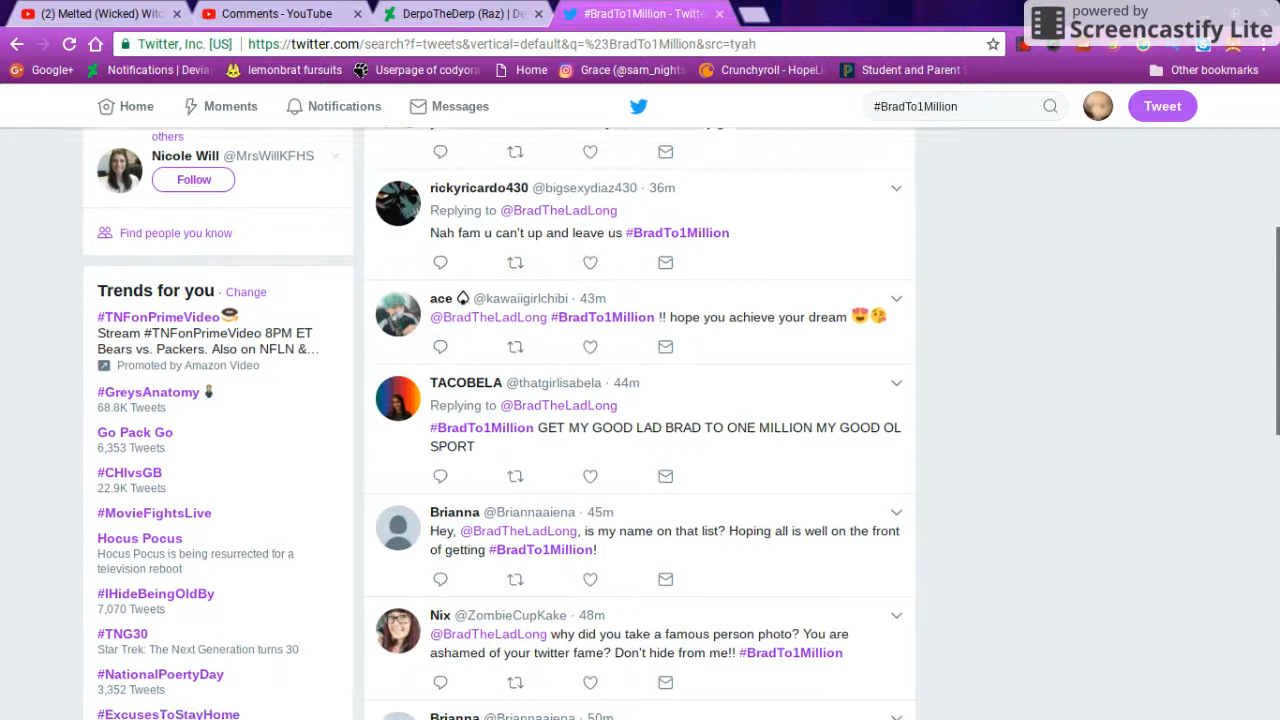 (2) Melted (Wicked) Witc
Comments - YouTube
DerpoTheDerp (Raz) | De
#BradTo1Million - Twitte
powered by
Screencastify Lite
Twitter, Inc. [US] https://twitter.com/search?f=tweets&vertical=default&q=%23BradTo1Million&src=tyah
Google+
Notifications | Devia
lemonbrat fursuits
Userpage of codyora
Home
Grace (@sam_nights
Crunchyroll - HopeLi
Student and Parent S
Other bookmarks
Home
Moments
Notifications
Messages
#BradTo1Million
Tweet
others
Nicole Will @MrsWillKFHS
Follow
Find people you know
Trends for you · Change
#TNFonPrimeVideo
Stream #TNFonPrimeVideo 8PM ET
Bears vs. Packers. Also on NFLN &...
Promoted by Amazon Video
#GreysAnatomy
68.8K Tweets
Go Pack Go
6,353 Tweets
#CHIvsGB
22.9K Tweets
#MovieFightsLive
Hocus Pocus
Hocus Pocus is being resurrected for a
television reboot
#IHideBeingOldBy
7,070 Tweets
#TNG30
Star Trek: The Next Generation turns 30
#NationalPoertyDay
3,352 Tweets
#ExcusesToStayHome
rickyricardo430 @bigsexydiaz430 · 36m
Replying to @BradTheLadLong
Nah fam u can't up and leave us #BradTo1Million
ace ♤ @kawaiigirlchibi · 43m
@BradTheLadLong #BradTo1Million !! hope you achieve your dream 😍😘
TACOBELA @thatgirlisabela · 44m
Replying to @BradTheLadLong
#BradTo1Million GET MY GOOD LAD BRAD TO ONE MILLION MY GOOD OL
SPORT
Brianna @Briannaaiena · 45m
Hey, @BradTheLadLong, is my name on that list? Hoping all is well on the front
of getting #BradTo1Million!
Nix @ZombieCupKake · 48m
@BradTheLadLong why did you take a famous person photo? You are
ashamed of your twitter fame? Don't hide from me!! #BradTo1Million
Brianna @Briannaaiena · 50m